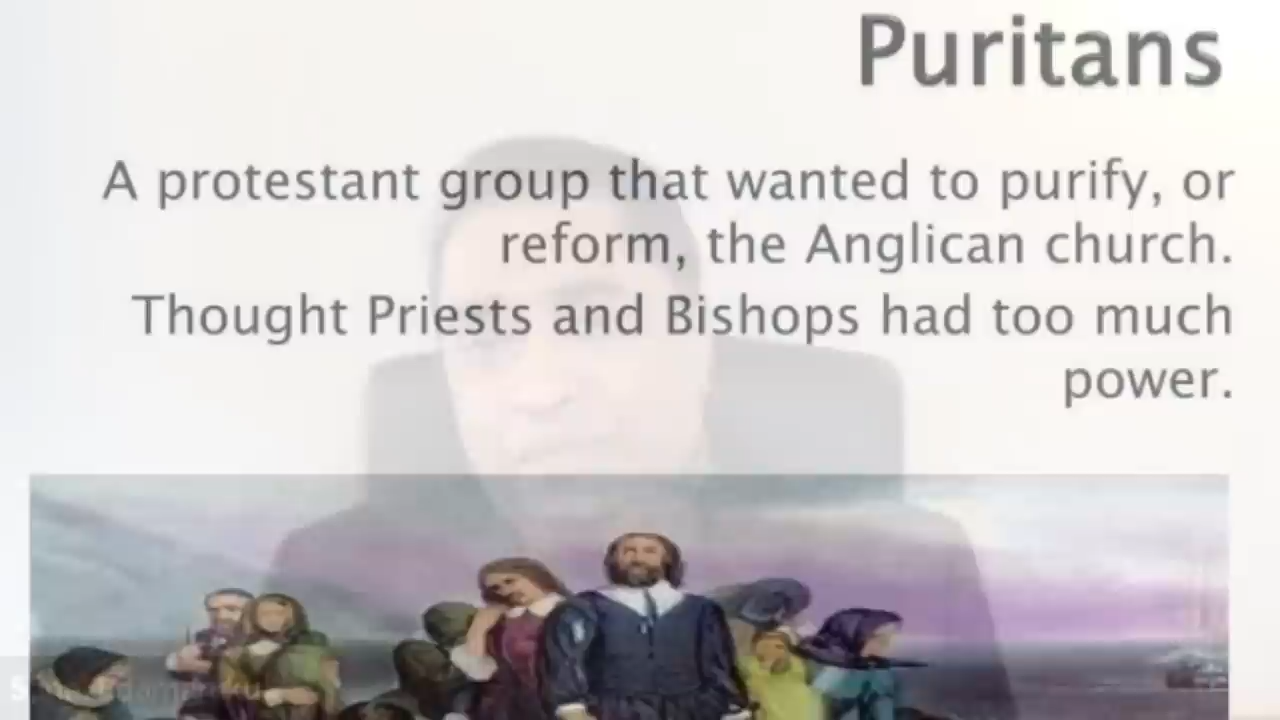 Puritans
A protestant group that wanted to purify, or
reform, the Anglican church.
Thought Priests and Bishops had too much
power.